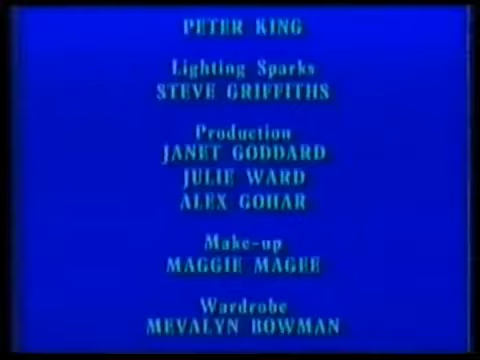 PETER KING
Lighting Sparks
STEVE GRIFFITHS
Production
JANET GODDARD
JULIE WARD
ALEX GOHAR
Make-up
MAGGIE MAGEE
Wardrobe
MEVALYN BOWMAN